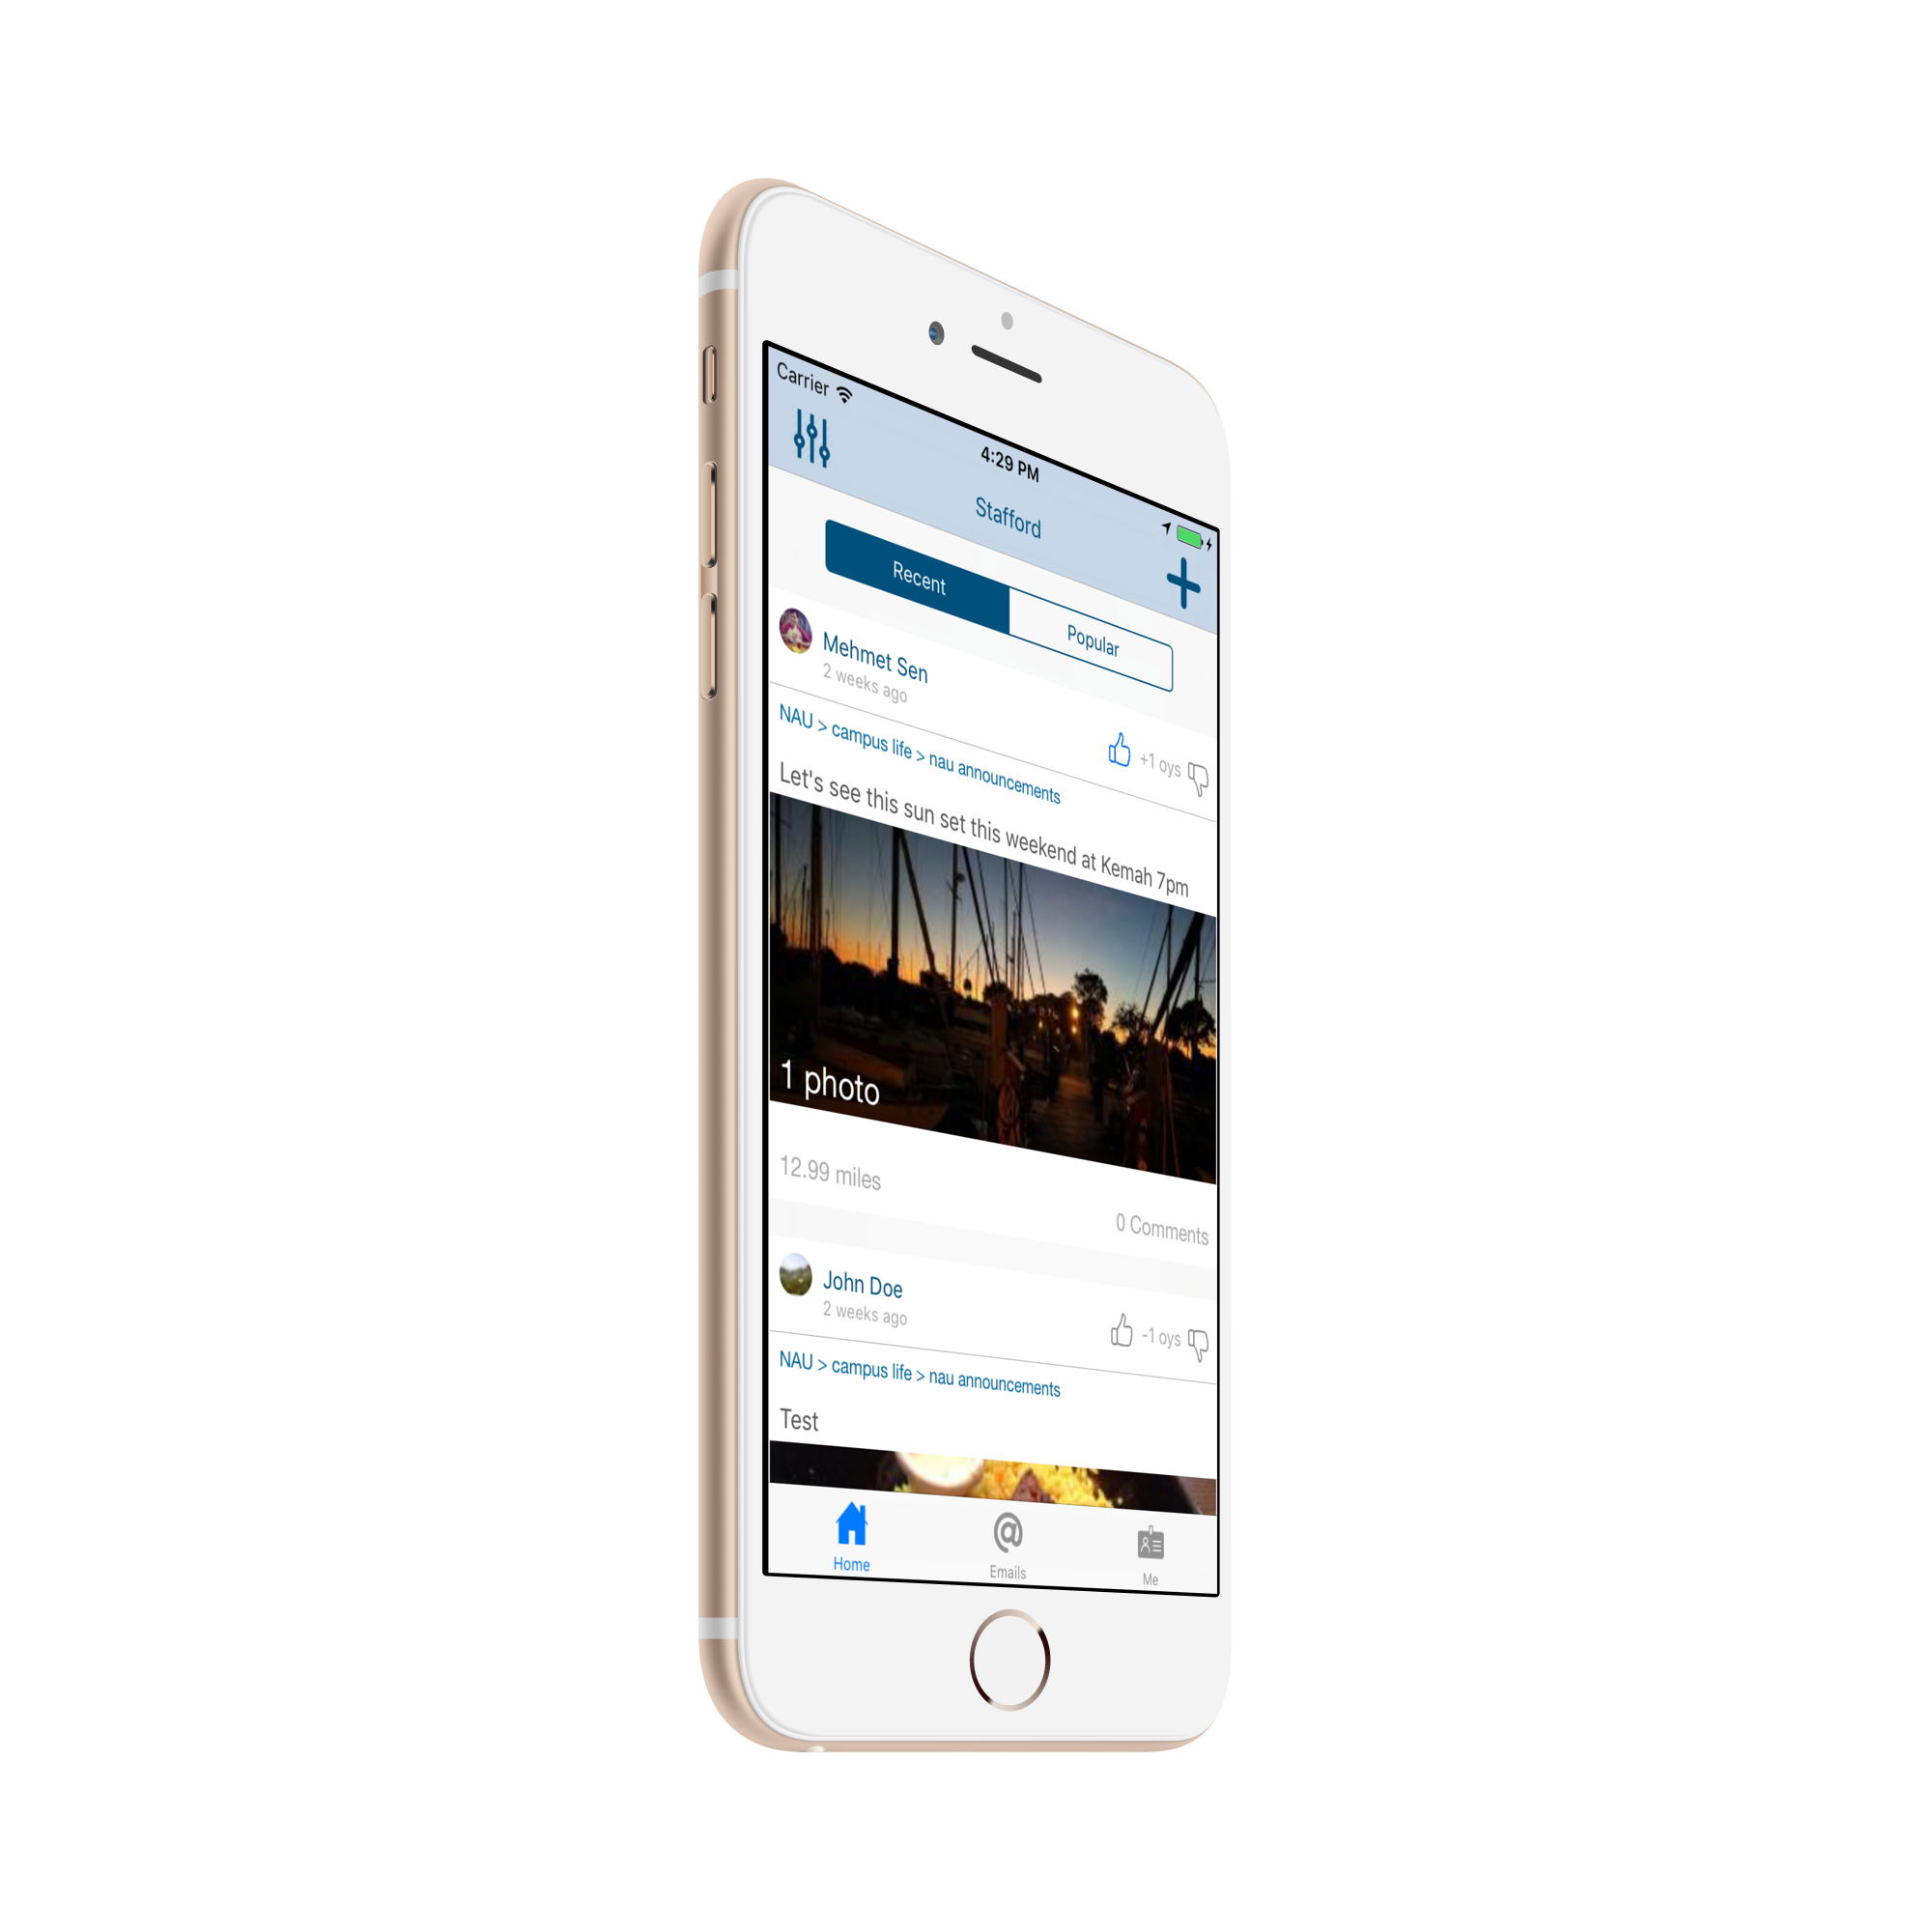 Carrier
4:29 PM
Stafford
Recent
Popular
Mehmet Sen
2 weeks ago
+1 oys
NAU > campus life > nau announcements
Let's see this sun set this weekend at Kemah 7pm
1 photo
12.99 miles
0 Comments
John Doe
2 weeks ago
-1 oys
NAU > campus life > nau announcements
Test
Home
Emails
Me